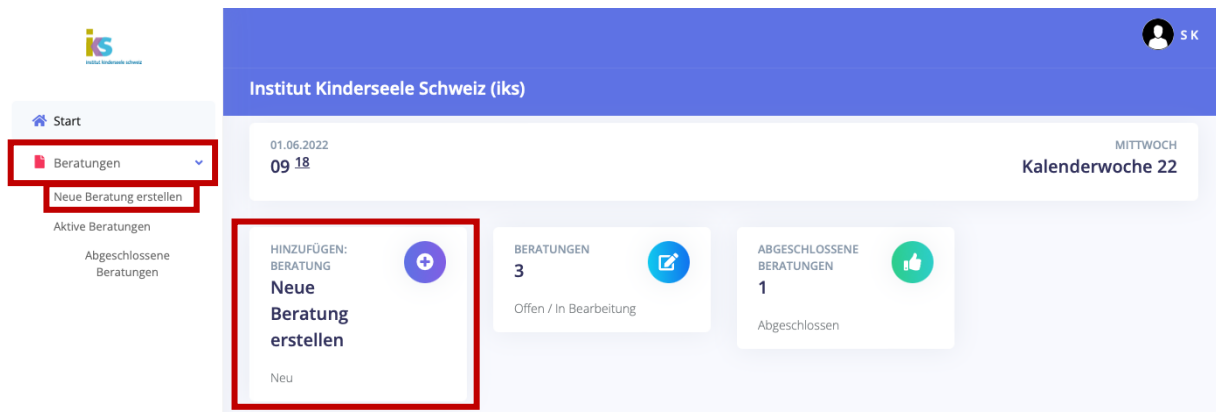 iks
institut kinderseele schweiz
S K
Institut Kinderseele Schweiz (iks)
Start
Beratungen
Neue Beratung erstellen
Aktive Beratungen
Abgeschlossene
Beratungen
01.06.2022
09 18
MITTWOCH
Kalenderwoche 22
HINZUFÜGEN:
BERATUNG
Neue
Beratung
erstellen
Neu
BERATUNGEN
3
Offen / In Bearbeitung
ABGESCHLOSSENE
BERATUNGEN
1
Abgeschlossen